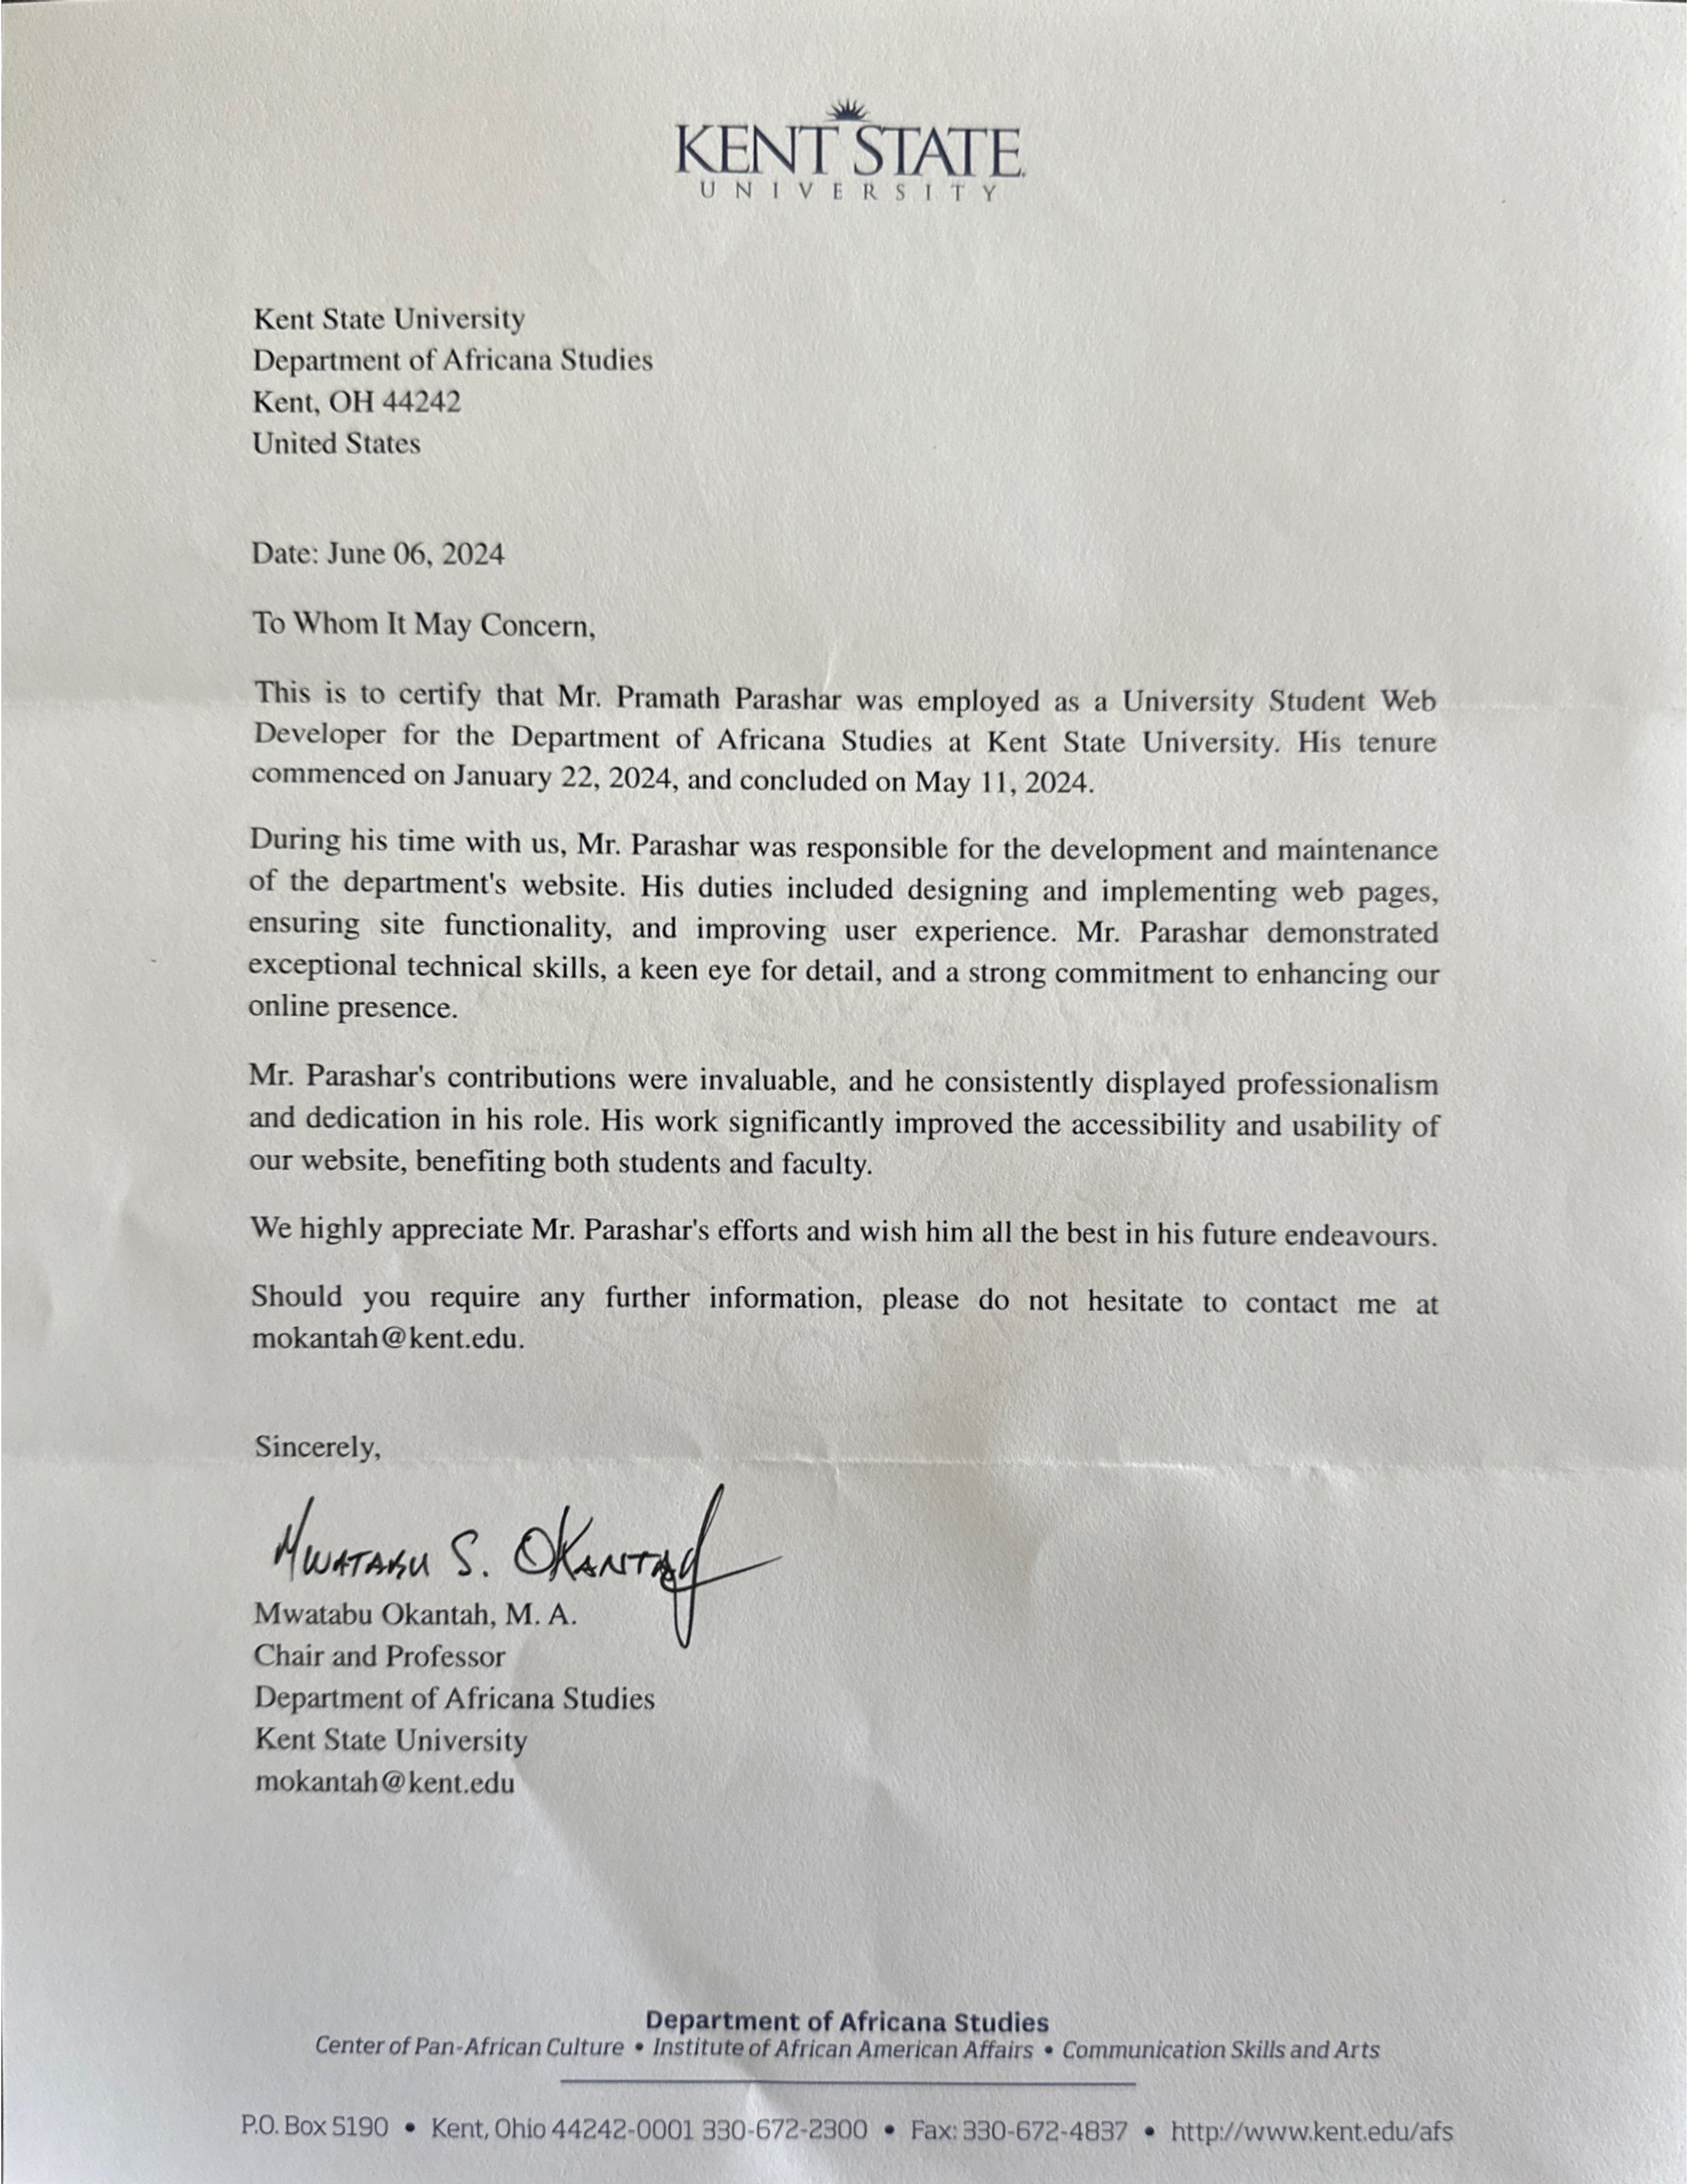 KENT STATE
UNIVERSITY
Kent State University
Department of Africana Studies
Kent, OH 44242
United States
Date: June 06, 2024
To Whom It May Concern,
This is to certify that Mr. Pramath Parashar was employed as a University Student Web
Developer for the Department of Africana Studies at Kent State University. His tenure
commenced on January 22, 2024, and concluded on May 11, 2024.
During his time with us, Mr. Parashar was responsible for the development and maintenance
of the department's website. His duties included designing and implementing web pages,
ensuring site functionality, and improving user experience. Mr. Parashar demonstrated
exceptional technical skills, a keen eye for detail, and a strong commitment to enhancing our
online presence.
Mr. Parashar's contributions were invaluable, and he consistently displayed professionalism
and dedication in his role. His work significantly improved the accessibility and usability of
our website, benefiting both students and faculty.
We highly appreciate Mr. Parashar's efforts and wish him all the best in his future endeavours.
Should you require any further information, please do not hesitate to contact me at
mokantah@kent.edu.
Sincerely,
MWATABU S. OKANTAH
Mwatabu Okantah, M. A.
Chair and Professor
Department of Africana Studies
Kent State University
mokantah@kent.edu
Department of Africana Studies
Center of Pan-African Culture • Institute of African American Affairs • Communication Skills and Arts
P.O. Box 5190 • Kent, Ohio 44242-0001 330-672-2300 • Fax: 330-672-4837 • http://www.kent.edu/afs